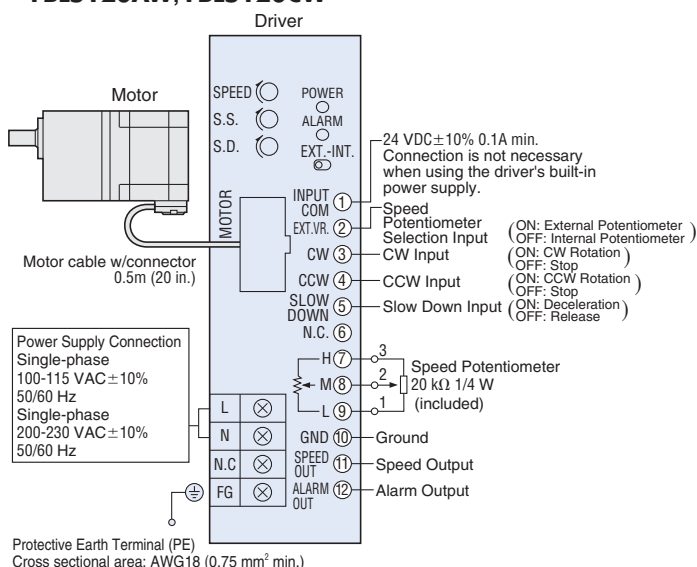 Driver
Motor
SPEED
S.S.
S.D.
POWER
ALARM
EXT.-INT.
MOTOR
INPUT
COM
①
24 VDC±10% 0.1A min.
Connection is not necessary
when using the driver's built-in
power supply.
EXT.VR. ②
Speed
Potentiometer
Selection Input
(ON: External Potentiometer
OFF: Internal Potentiometer)
CW ③ CW Input
(ON: CW Rotation
OFF: Stop)
CCW ④ CCW Input
(ON: CCW Rotation
OFF: Stop)
SLOW
DOWN
⑤ Slow Down Input
(ON: Deceleration
OFF: Release)
N.C. ⑥
Motor cable w/connector
0.5m (20 in.)
Power Supply Connection
Single-phase
100-115 VAC±10%
50/60 Hz
Single-phase
200-230 VAC±10%
50/60 Hz
H ⑦ 3
M ⑧ 2
L ⑨ 1
Speed Potentiometer
20 kΩ 1/4 W
(included)
L
N
N.C
FG
GND ⑩ Ground
SPEED
OUT
⑪ Speed Output
ALARM
OUT
⑫ Alarm Output
Protective Earth Terminal (PE)
Cross sectional area: AWG18 (0.75 mm² min.)